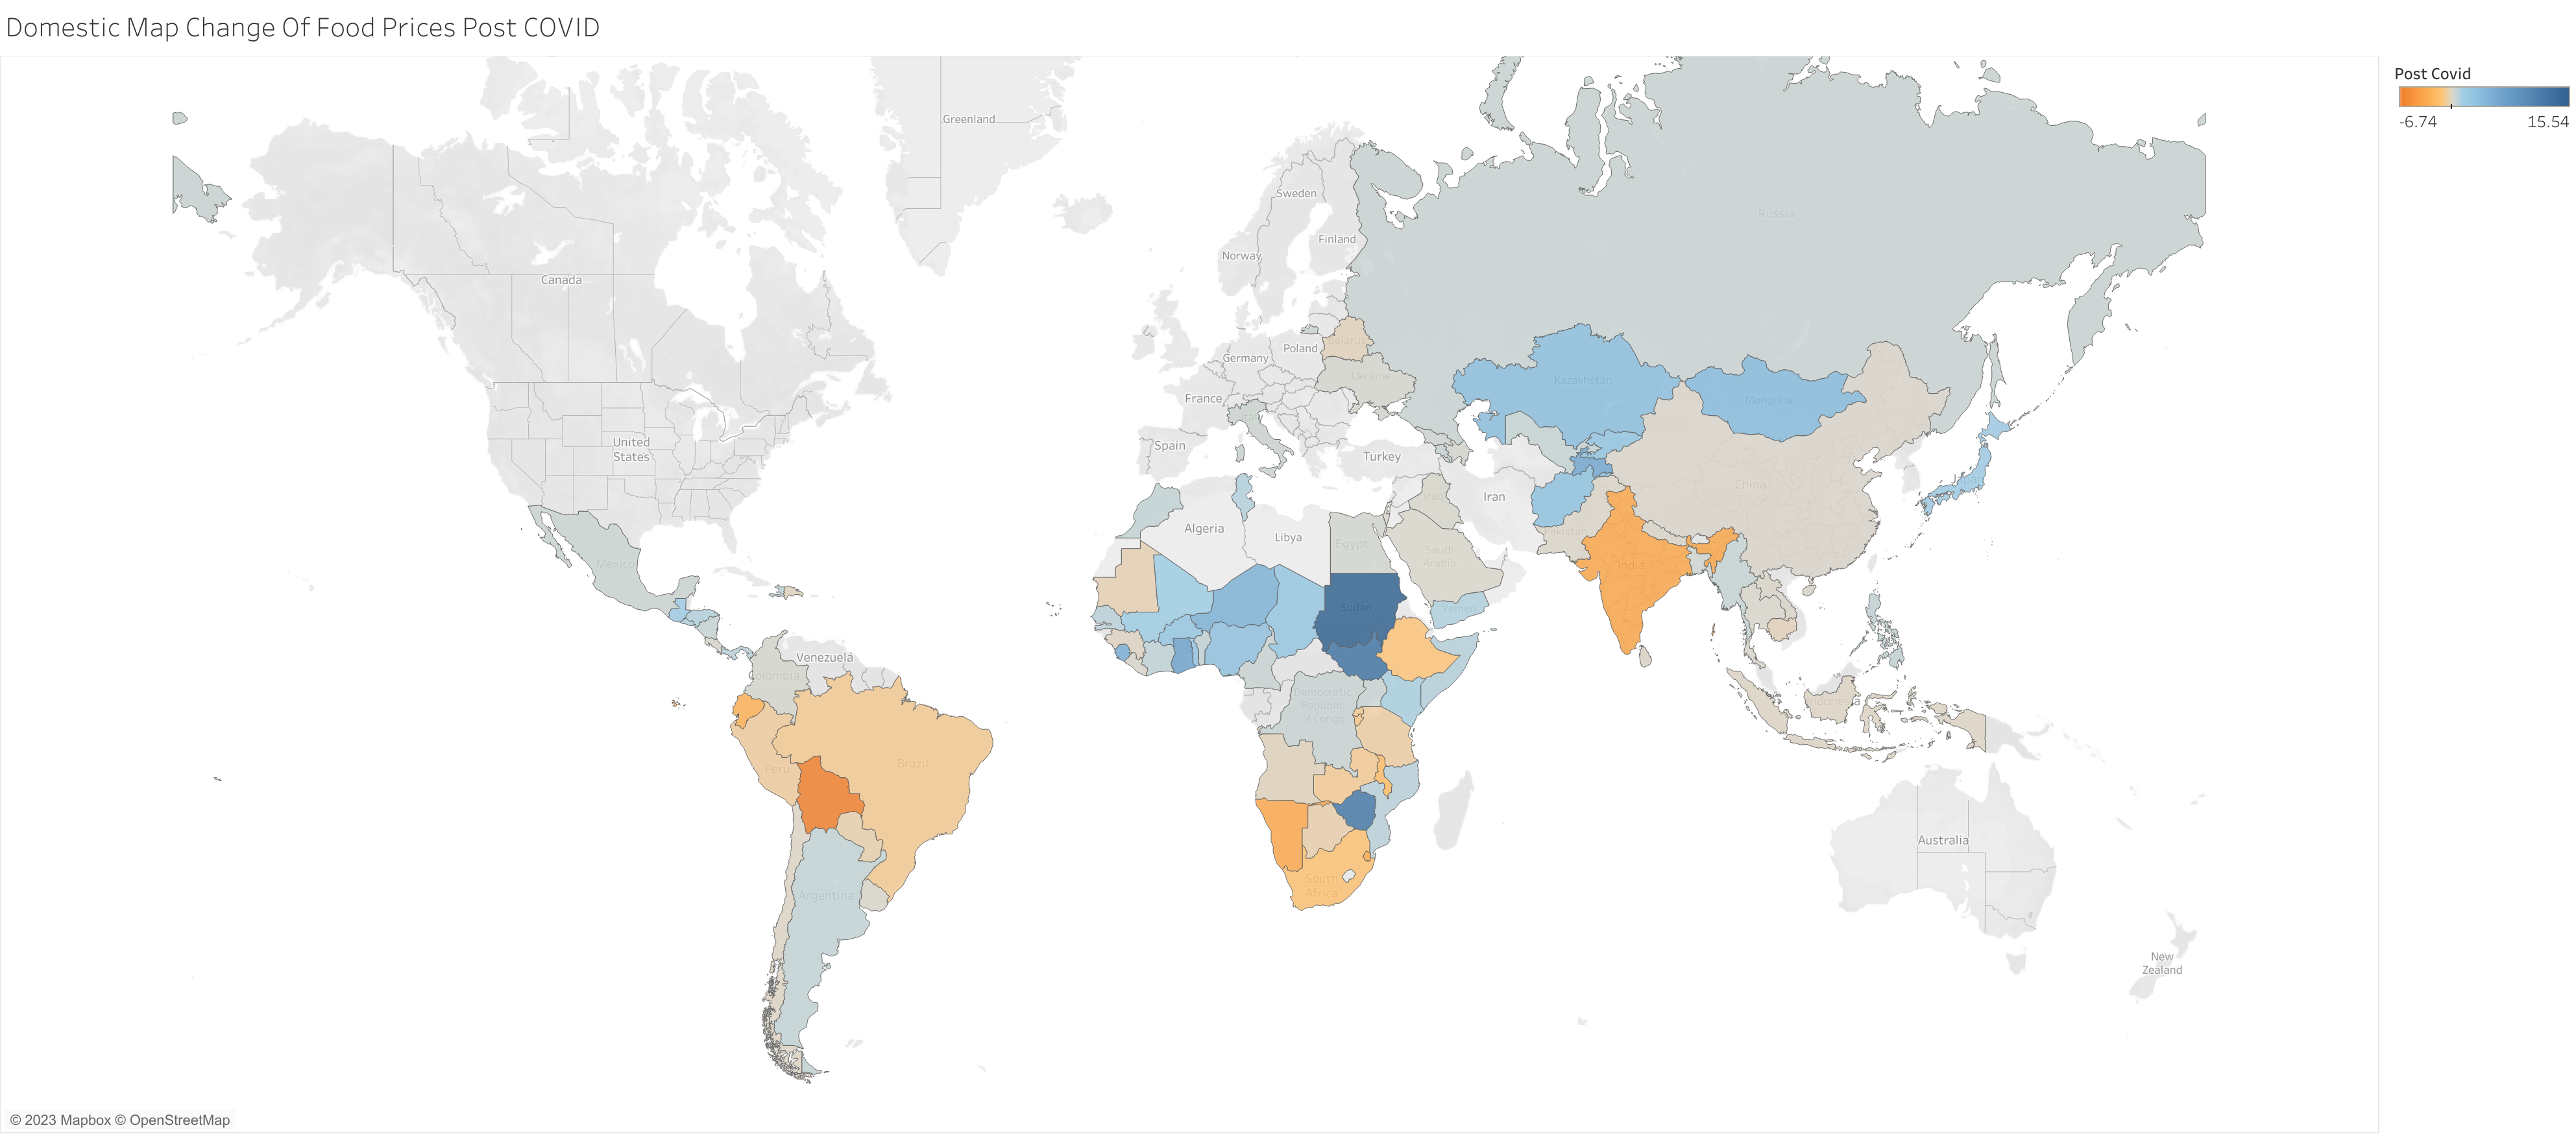 Domestic Map Change Of Food Prices Post COVID
Post Covid
-6.74
15.54
Greenland
Sweden
Russia
Finland
Norway
Canada
Belarus
Poland
Germany
Ukraine
Kazakhstan
France
Mongolia
United
States
Spain
Turkey
China
Iraq
Iran
Algeria
Libya
Egypt
Pakistan
Saudi
Arabia
Mexico
India
Sudan
Yemen
Venezuela
Colombia
Democratic
Republic
of Congo
Indonesia
Peru
Brazil
Australia
South
Africa
Argentina
New
Zealand
© 2023 Mapbox © OpenStreetMap